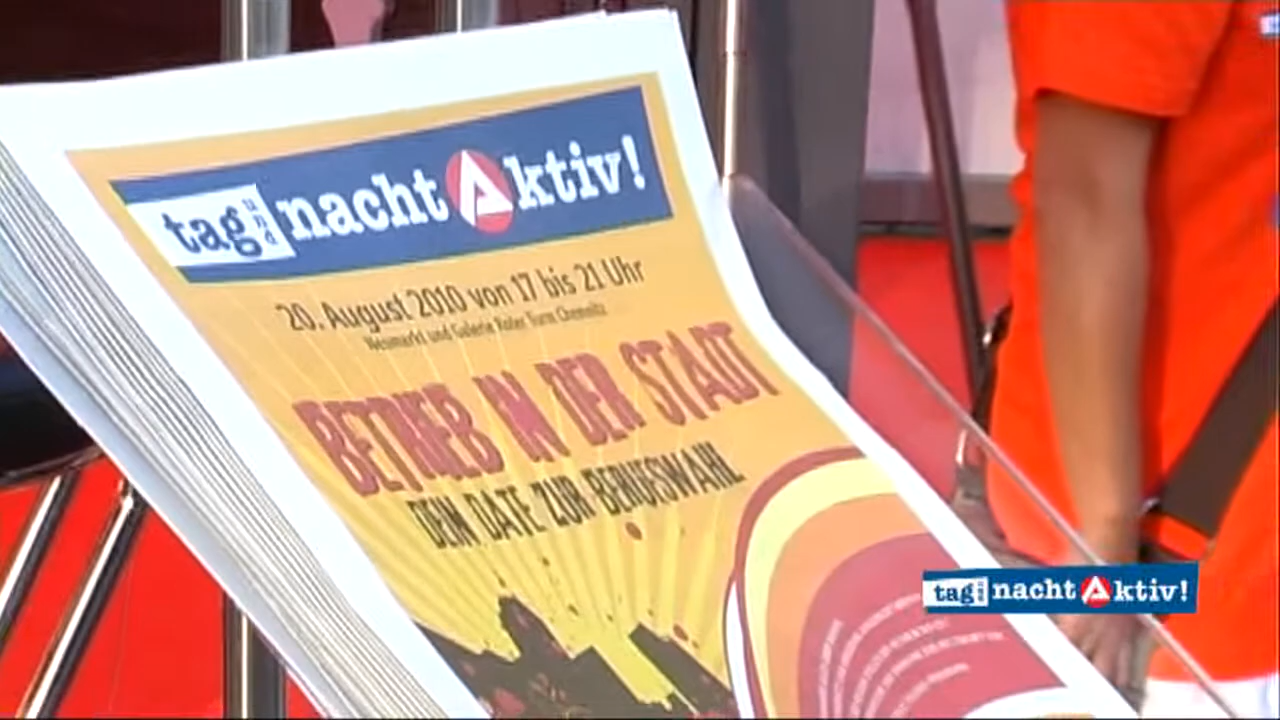 tag und nacht Aktiv!
20. August 2010 von 17 bis 21 Uhr
Neumarkt und Galerie Roter Turm Chemnitz
BETRIEB IN DER STADT
DEIN DATE ZUR BERUFSWAHL
tag und nacht Aktiv!